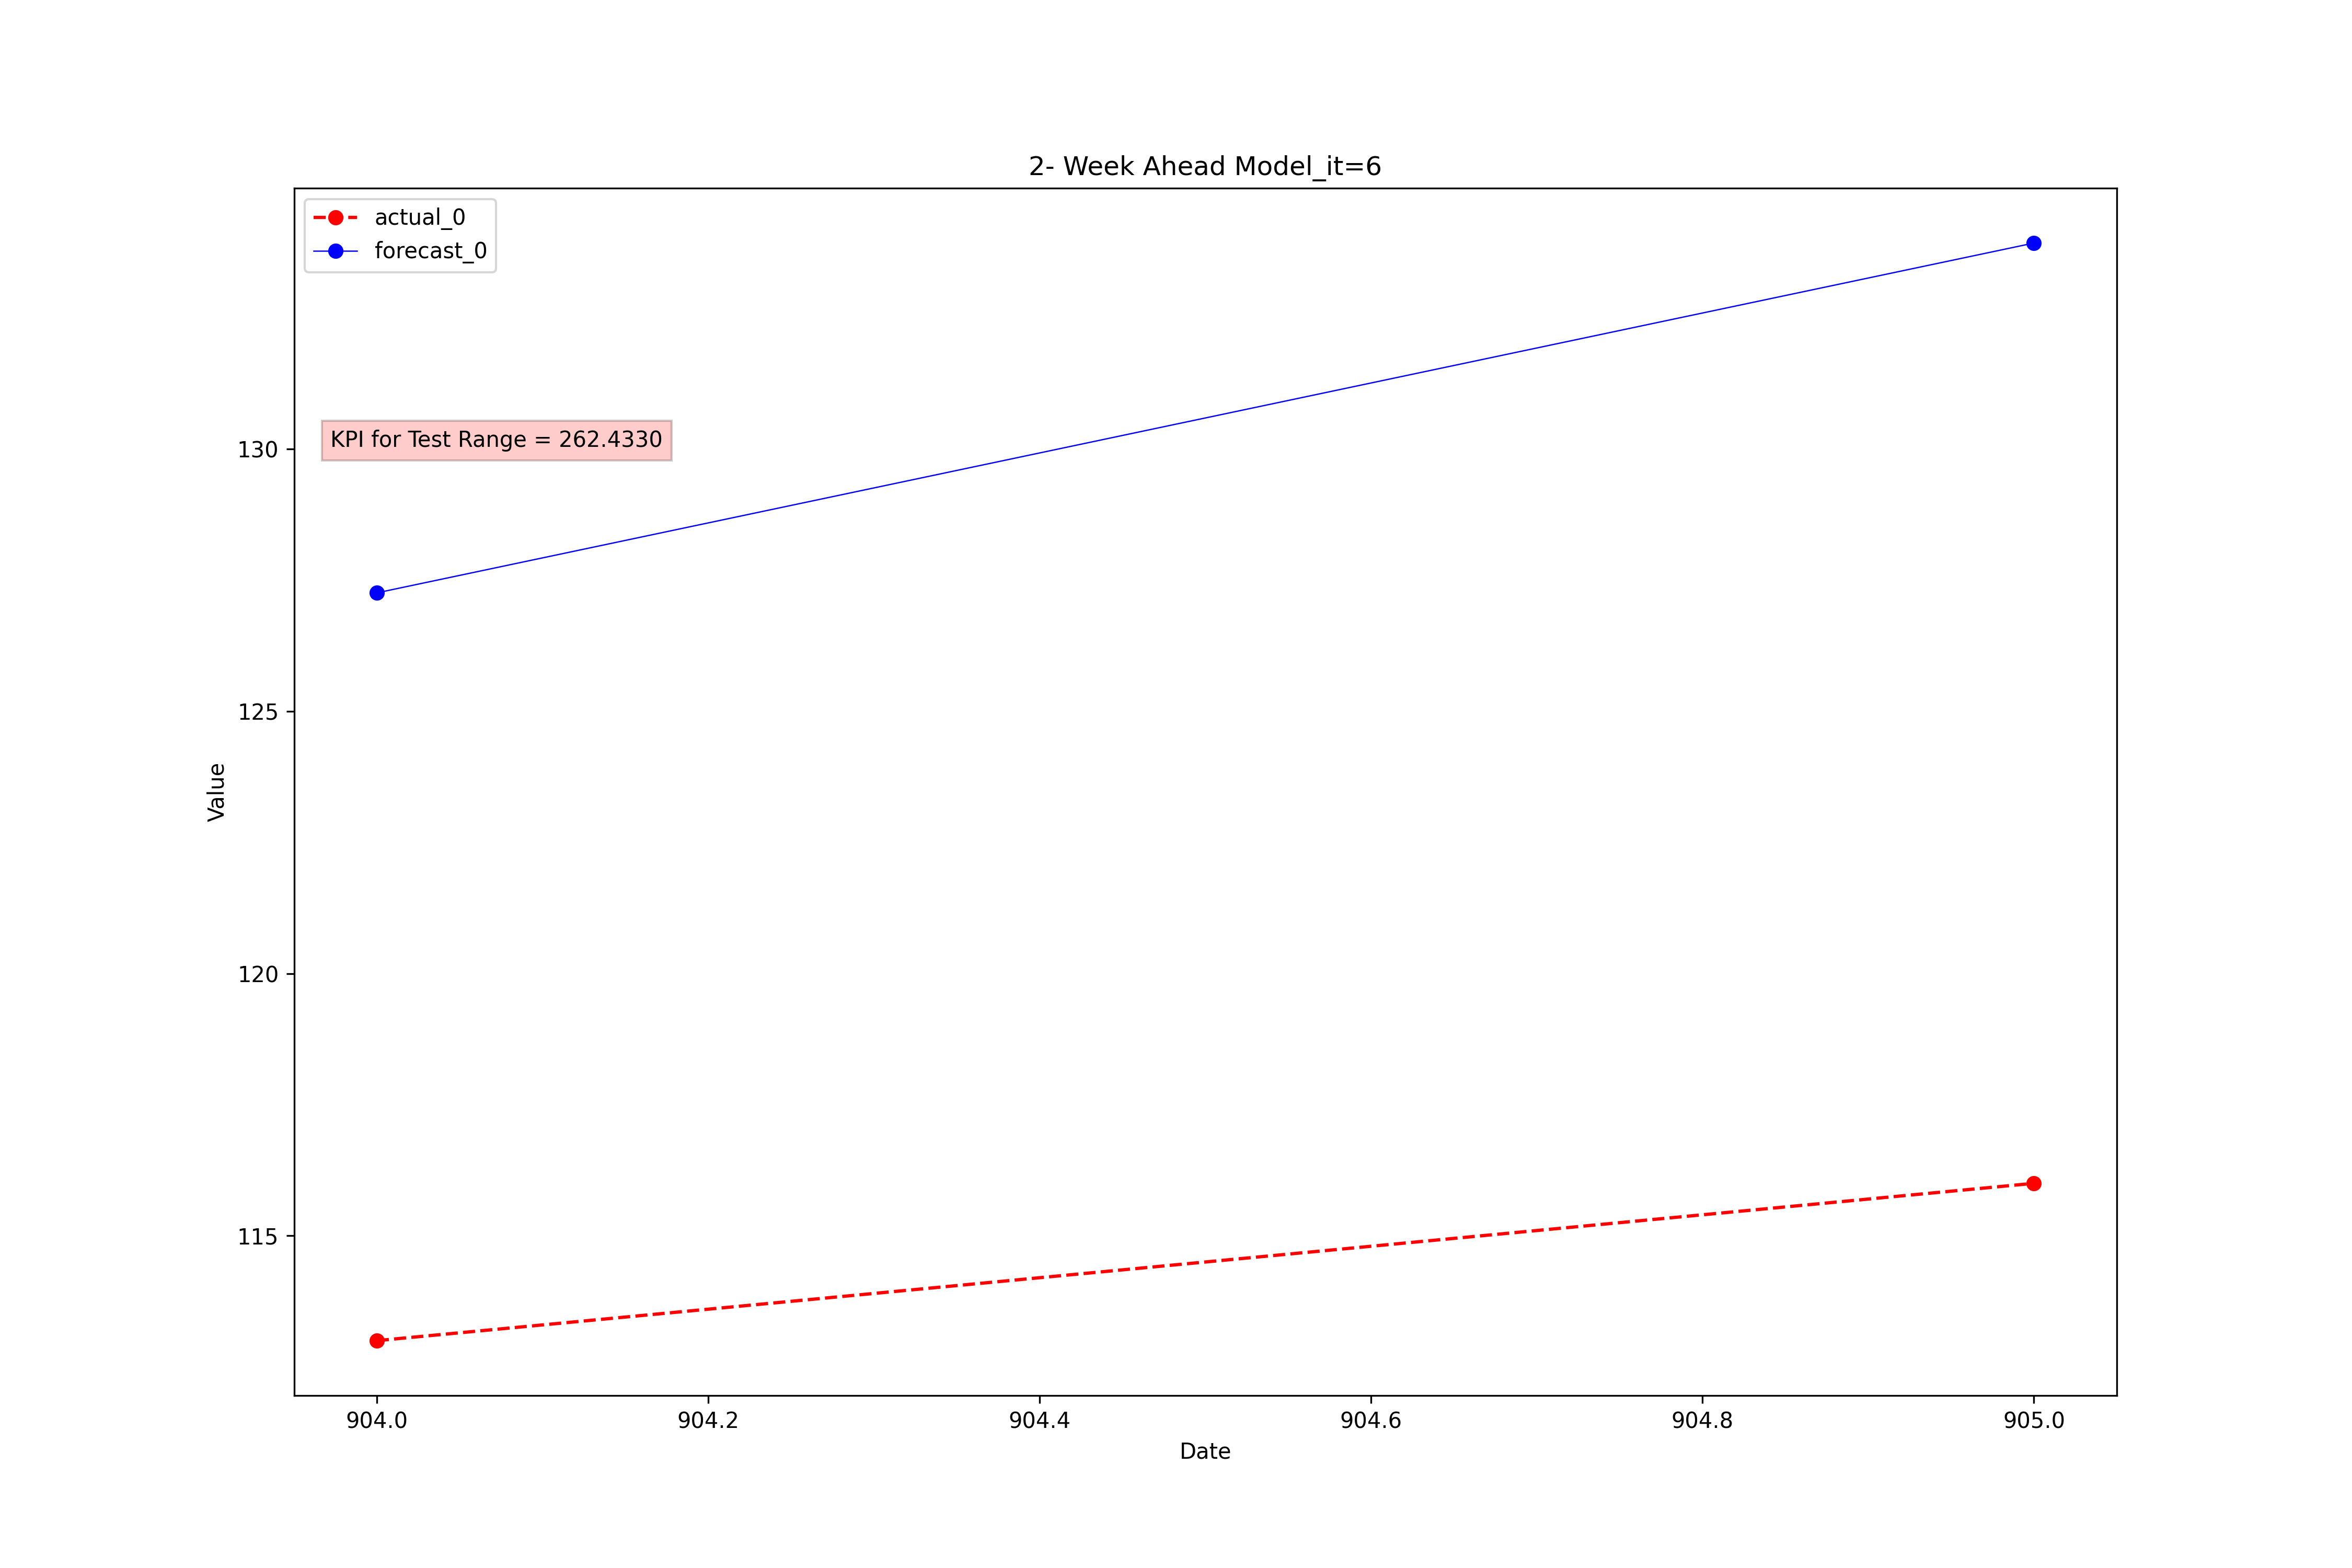 2- Week Ahead Model_it=6
actual_0
forecast_0
KPI for Test Range = 262.4330
130
125
120
115
Value
904.0 904.2 904.4 904.6 904.8 905.0
Date